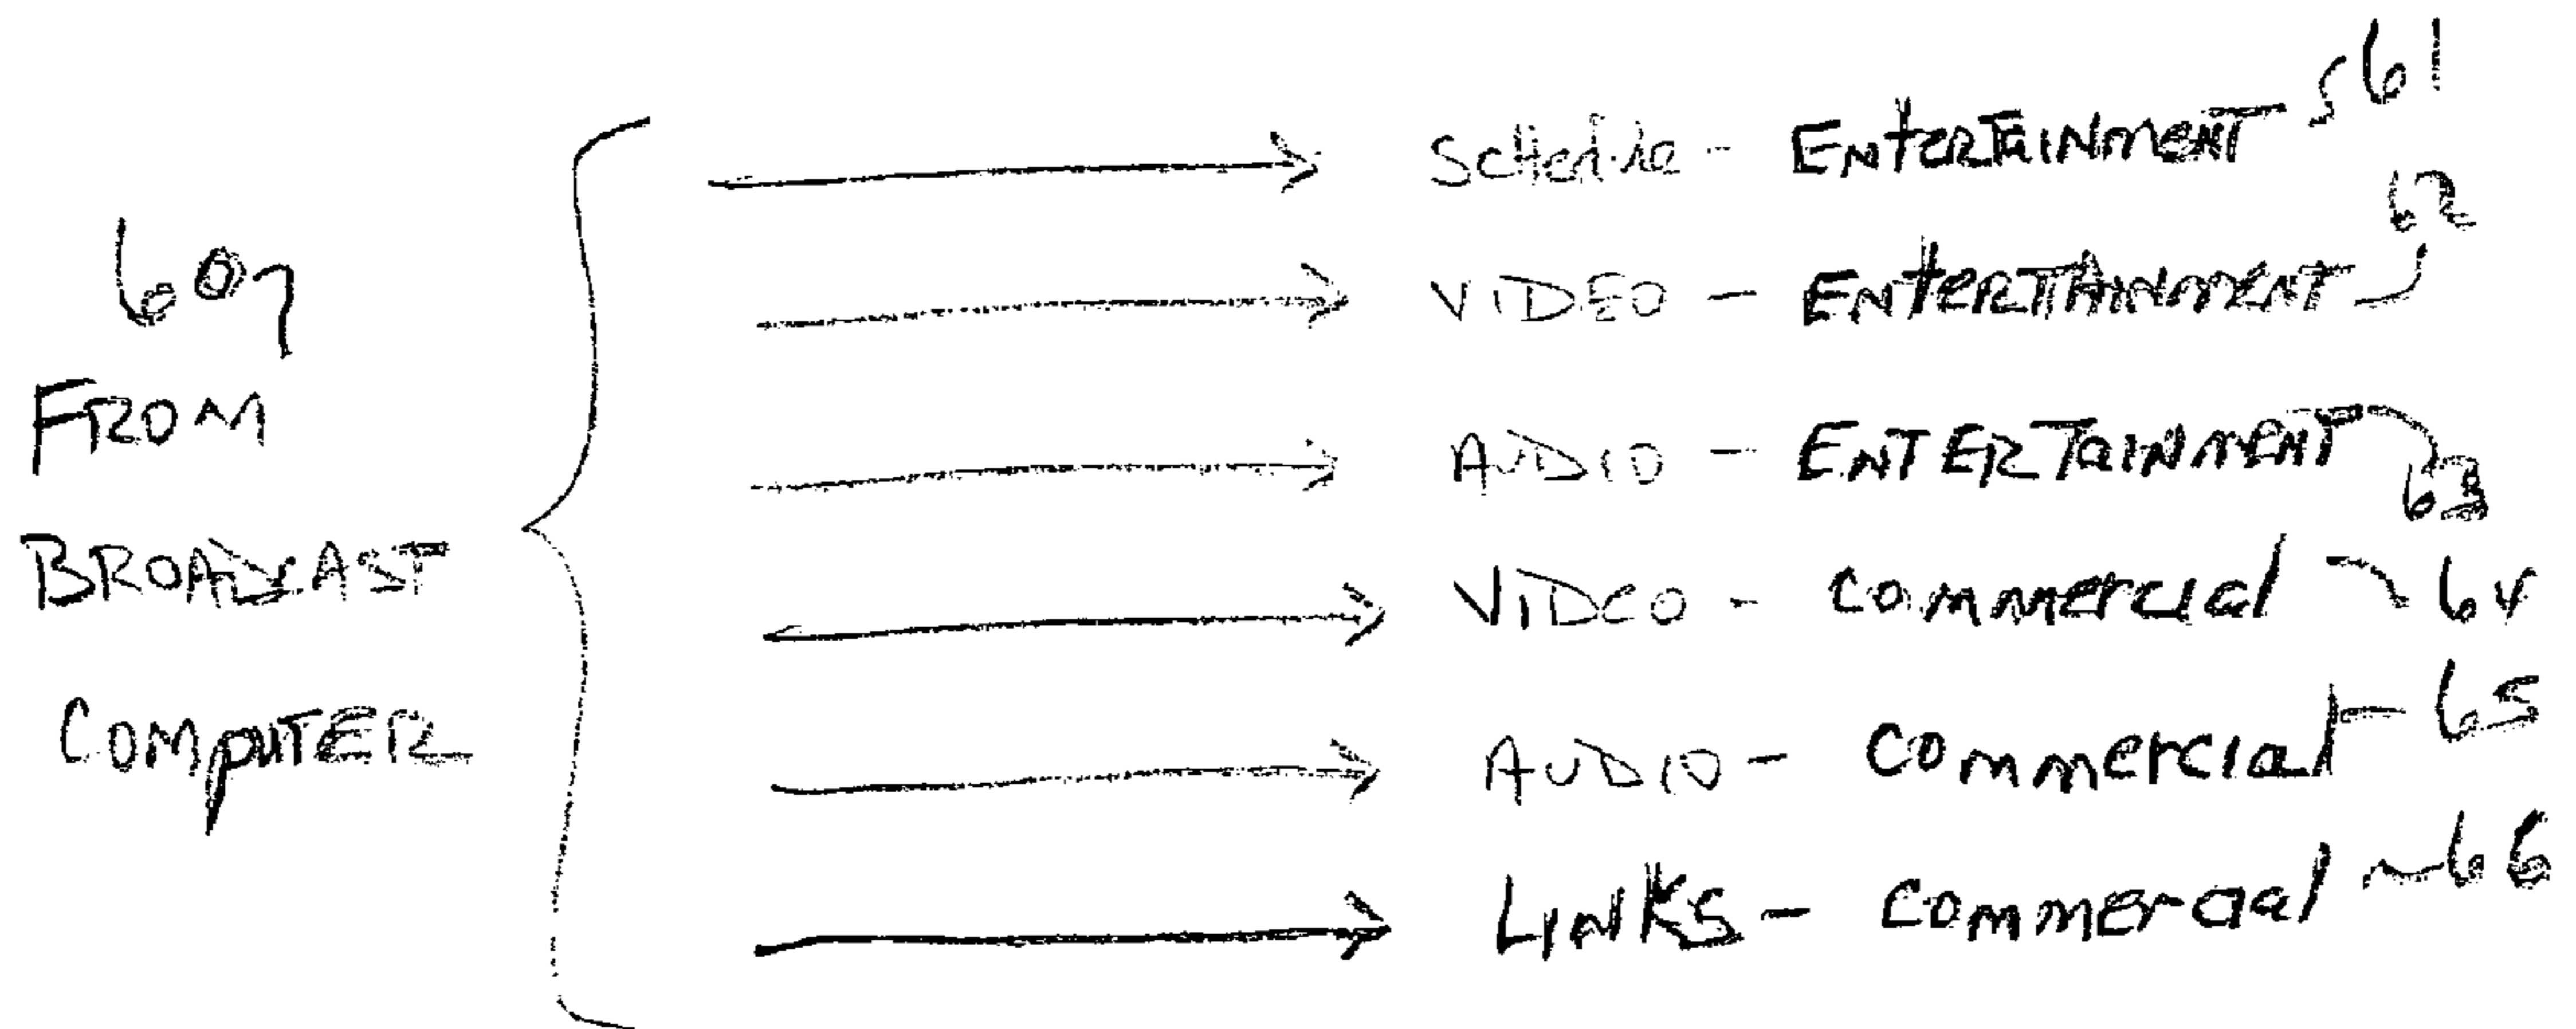 60
FROM
BROADCAST
COMPUTER
Schedule - ENTERTAINMENT 61
VIDEO - ENTERTAINMENT 62
AUDIO - ENTERTAINMENT 63
VIDEO - Commercial 64
AUDIO - Commercial 65
LINKS - Commercial 66